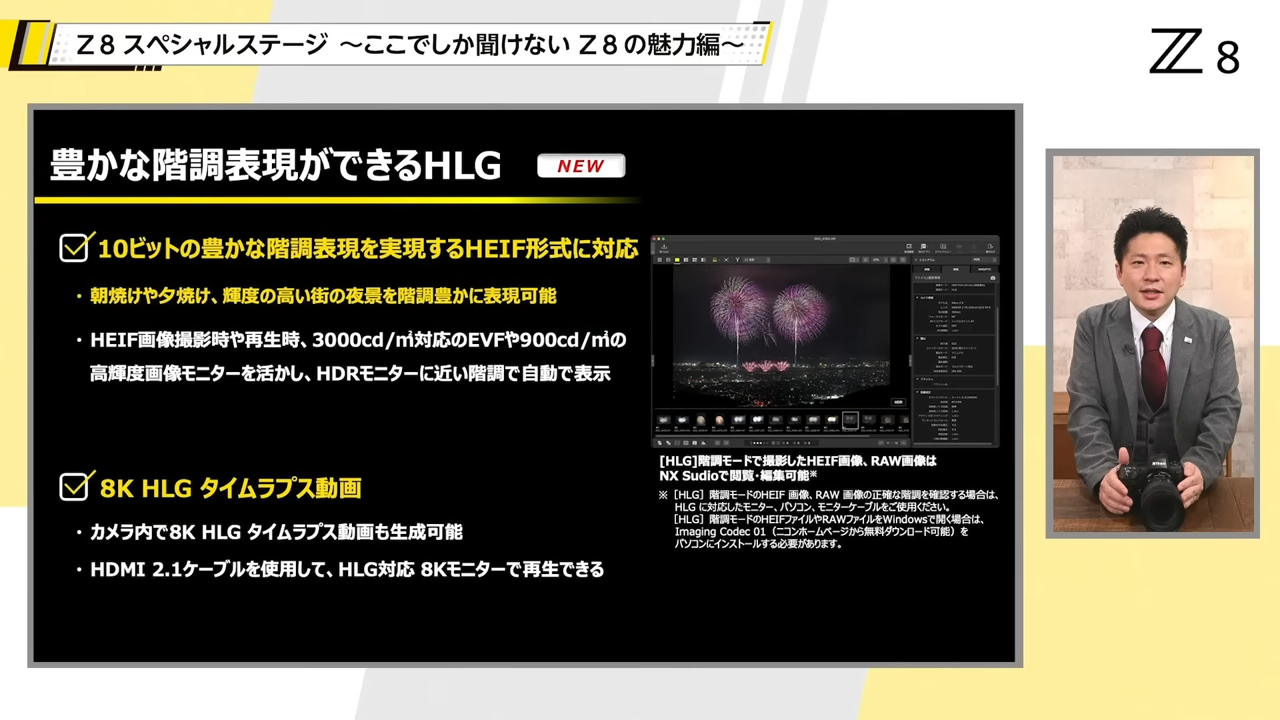 Z8 スペシャルステージ ～ここでしか聞けない Z8の魅力編～
Z 8
豊かな階調表現ができるHLG
NEW
10ビットの豊かな階調表現を実現するHEIF形式に対応
・朝焼けや夕焼け、輝度の高い街の夜景を階調豊かに表現可能
・HEIF画像撮影時や再生時、3000cd/㎡対応のEVFや900cd/㎡の
高輝度画像モニターを活かし、HDRモニターに近い階調で自動で表示
8K HLG タイムラプス動画
・カメラ内で8K HLG タイムラプス動画も生成可能
・HDMI 2.1ケーブルを使用して、HLG対応 8Kモニターで再生できる
HDR
[HLG]階調モードで撮影したHEIF画像、RAW画像は
NX Sudioで閲覧・編集可能※
※［HLG］階調モードのHEIF 画像、RAW 画像の正確な階調を確認する場合は、
HLG に対応したモニター、パソコン、モニターケーブルをご使用ください。
［HLG］階調モードのHEIFファイルやRAWファイルをWindowsで開く場合は、
Imaging Codec 01（ニコンホームページから無料ダウンロード可能）を
パソコンにインストールする必要があります。
Nikon